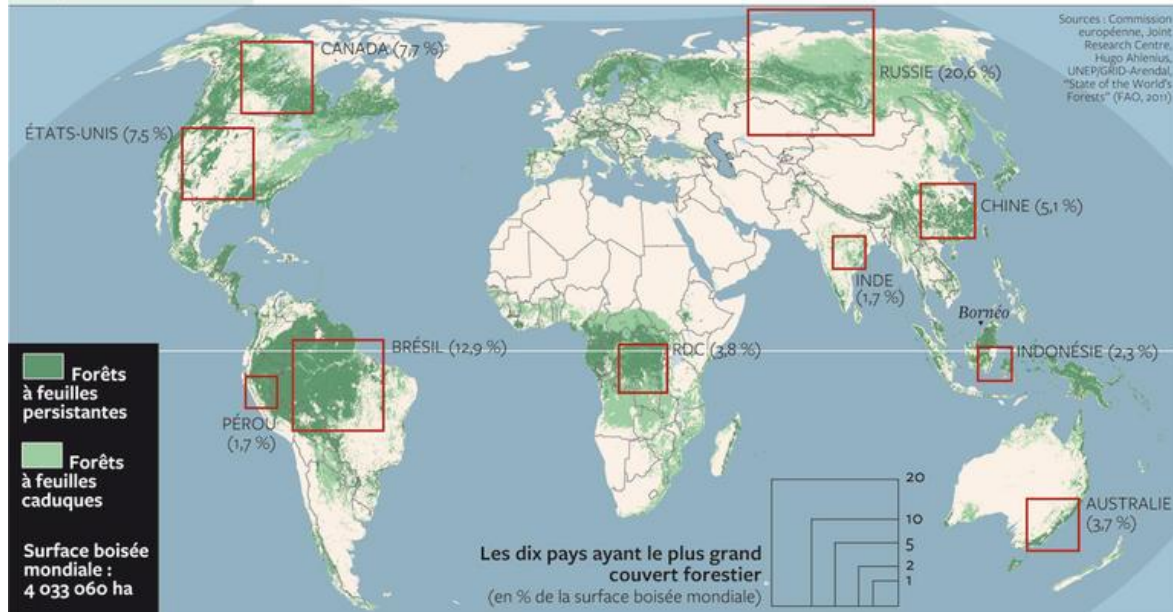 Sources : Commission
européenne, Joint
Research Centre,
Hugo Ahlenius,
UNEP/GRID-Arendal,
"State of the World's
Forests" (FAO, 2011)
CANADA (7,7 %)
RUSSIE (20,6 %)
ÉTATS-UNIS (7,5 %)
CHINE (5,1 %)
INDE
(1,7 %)
Bornéo
BRÉSIL (12,9 %)
RDC (3,8 %)
INDONÉSIE (2,3 %)
PÉROU
(1,7 %)
AUSTRALIE
(3,7 %)
Forêts
à feuilles
persistantes
Forêts
à feuilles
caduques
Surface boisée
mondiale :
4 033 060 ha
Les dix pays ayant le plus grand
couvert forestier
(en % de la surface boisée mondiale)
20
10
5
2
1